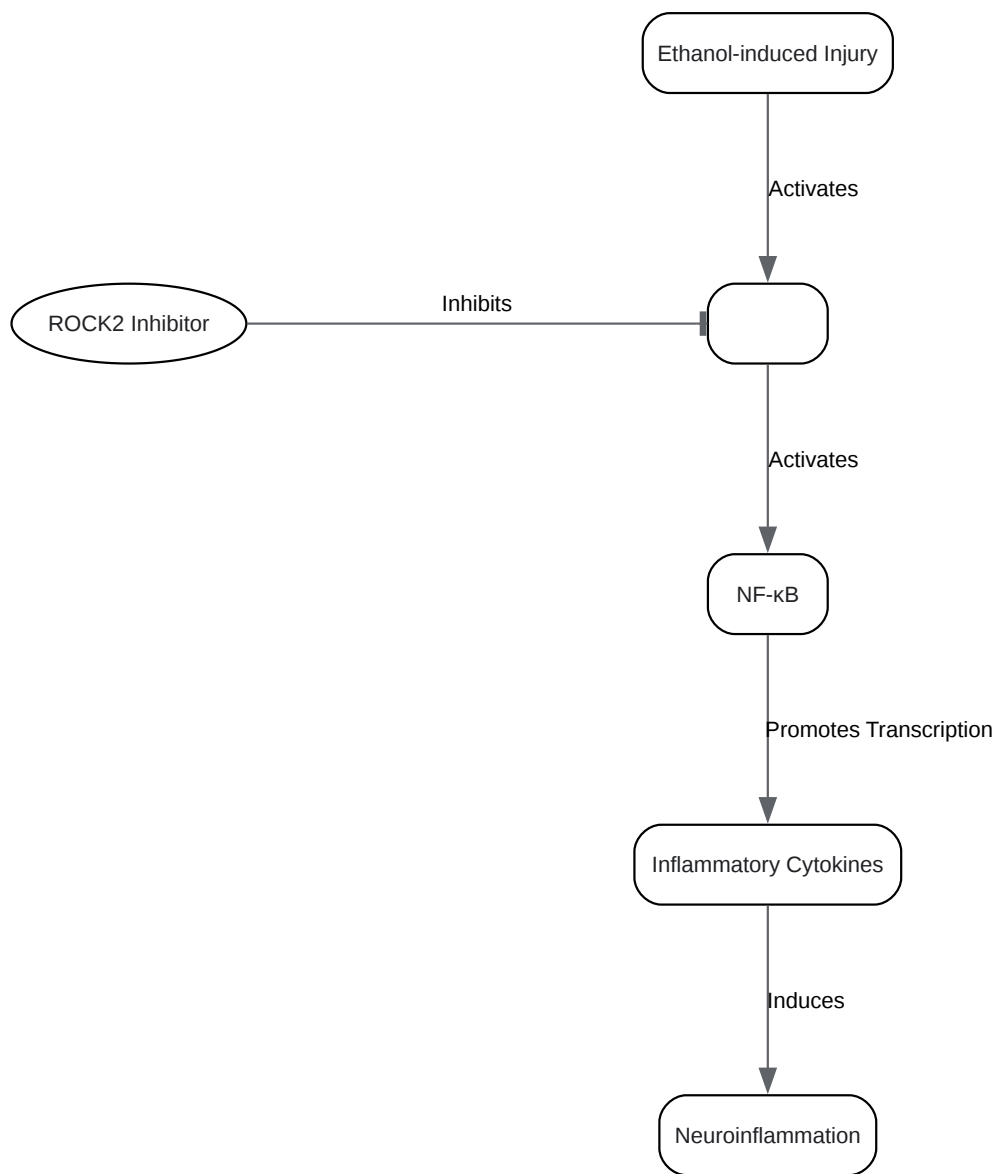 Ethanol-induced Injury
Activates
Inhibits
ROCK2 Inhibitor
Activates
NF-κB
Promotes Transcription
Inflammatory Cytokines
Induces
Neuroinflammation